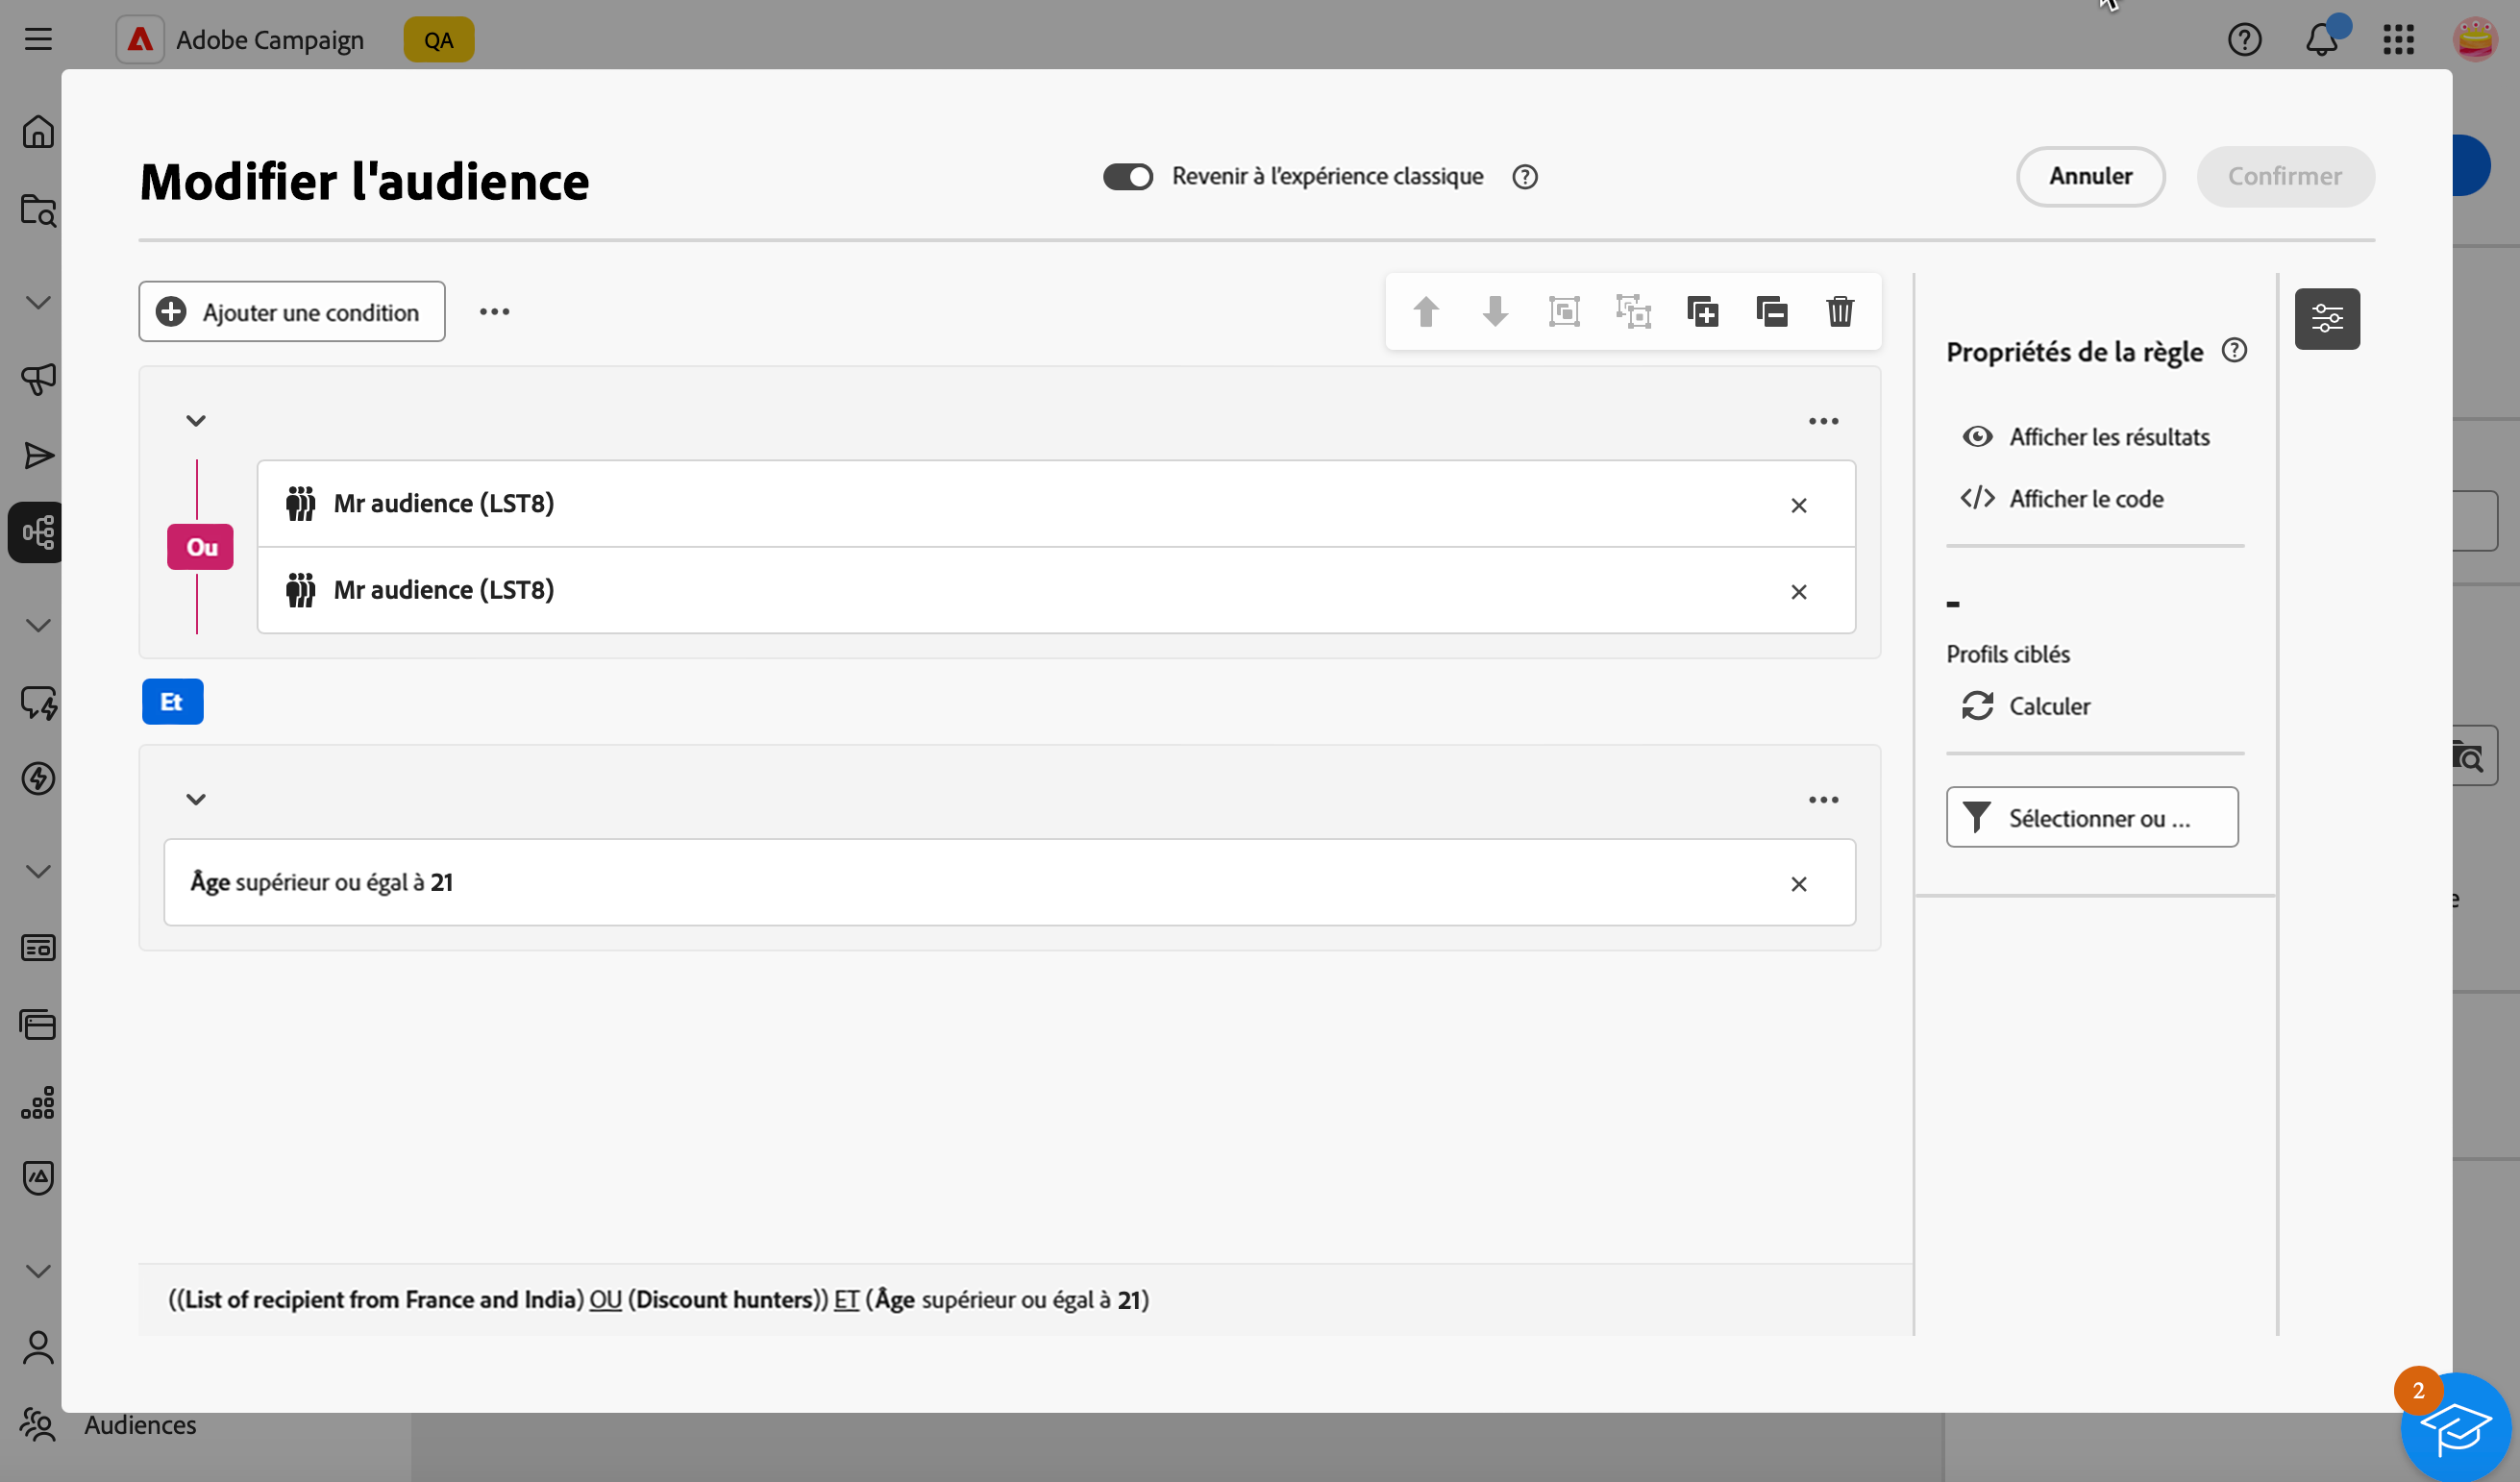 Adobe Campaign
QA
Modifier l'audience
Revenir à l'expérience classique
Annuler
Confirmer
Ajouter une condition
Propriétés de la règle
Afficher les résultats
Afficher le code
Ou
Mr audience (LST8)
Mr audience (LST8)
-
Profils ciblés
Calculer
Et
Sélectionner ou ...
Âge supérieur ou égal à 21
e
((List of recipient from France and India) OU (Discount hunters)) ET (Âge supérieur ou égal à 21)
2
Audiences